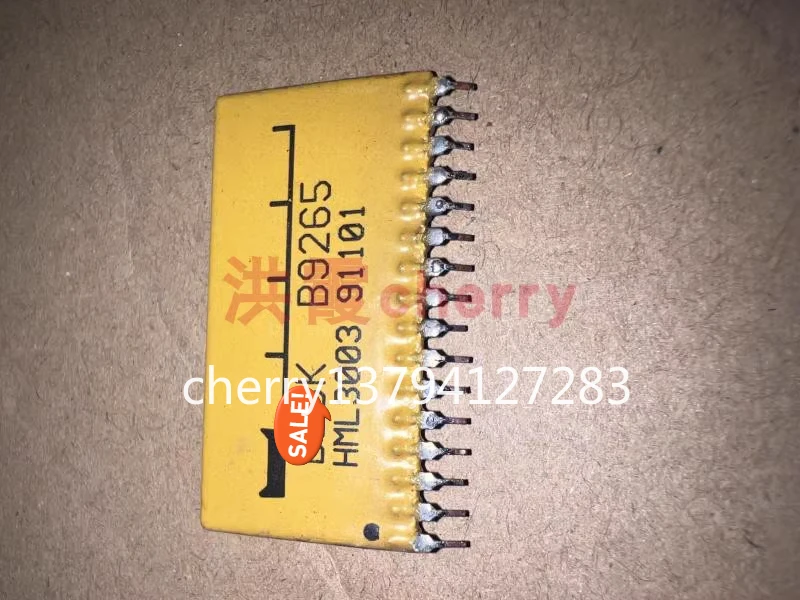 B9265
HML3003 91101
洪霞cherry
cherry13794127283
SALE!